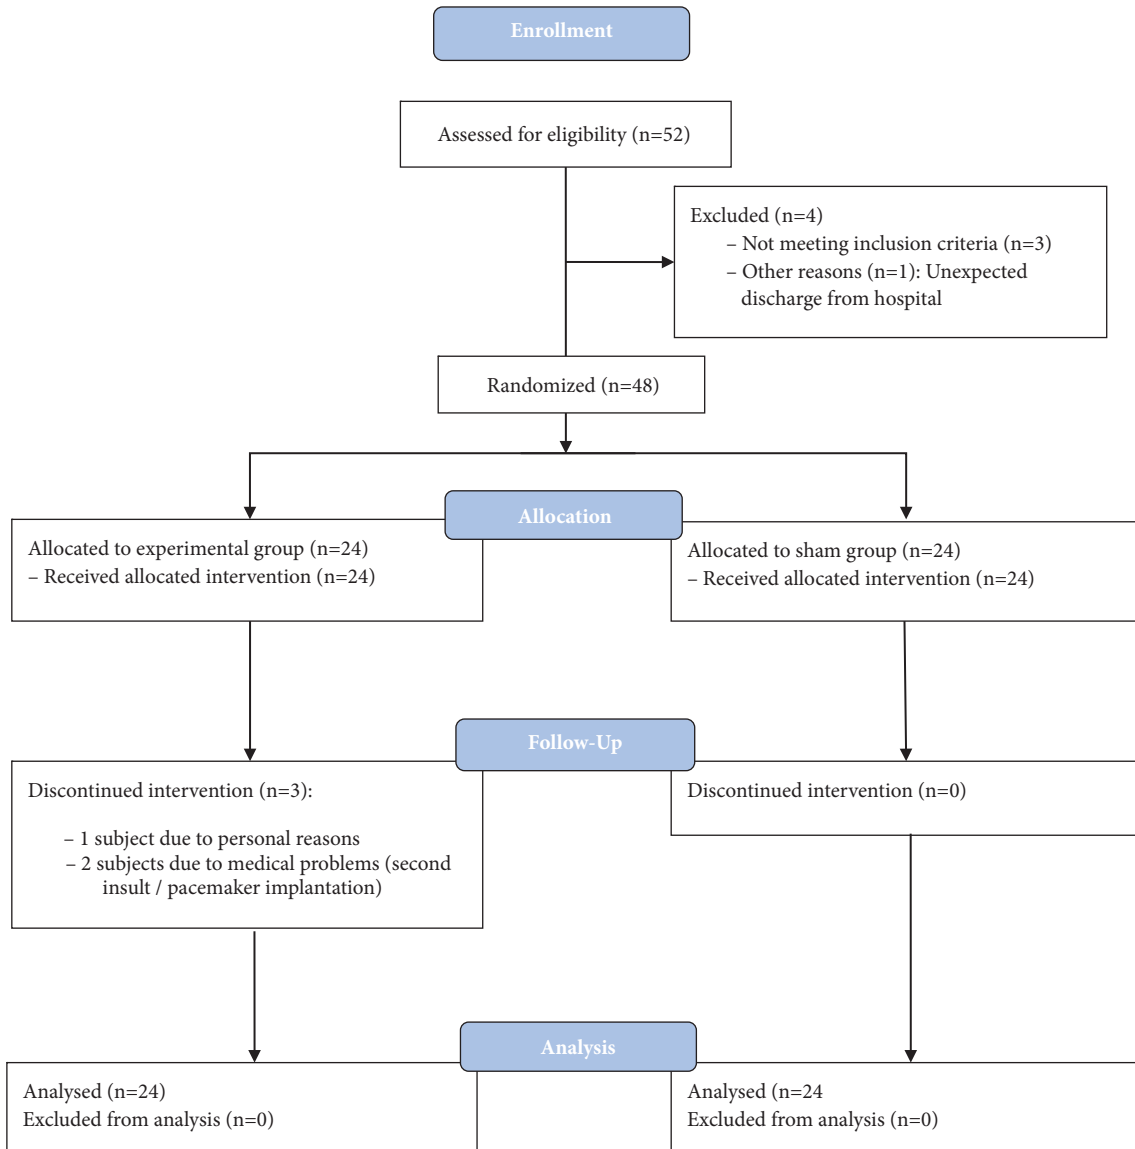 Enrollment
Assessed for eligibility (n=52)
Excluded (n=4)
– Not meeting inclusion criteria (n=3)
– Other reasons (n=1): Unexpected
discharge from hospital
Randomized (n=48)
Allocation
Allocated to experimental group (n=24)
– Received allocated intervention (n=24)
Allocated to sham group (n=24)
– Received allocated intervention (n=24)
Follow-Up
Discontinued intervention (n=3):
– 1 subject due to personal reasons
– 2 subjects due to medical problems (second
insult / pacemaker implantation)
Discontinued intervention (n=0)
Analysis
Analysed (n=24)
Excluded from analysis (n=0)
Analysed (n=24
Excluded from analysis (n=0)